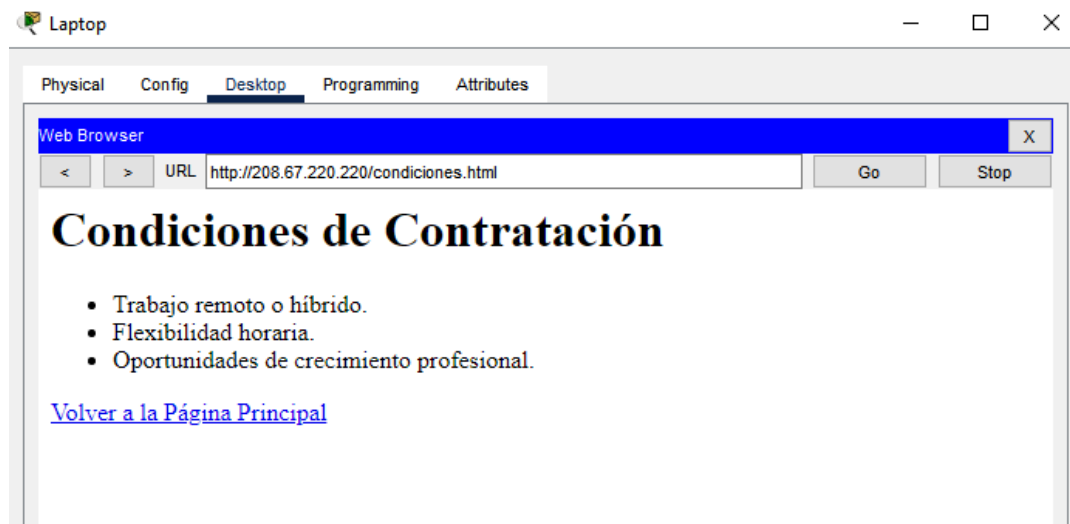 Laptop
Physical Config Desktop Programming Attributes
Web Browser X
< > URL http://208.67.220.220/condiciones.html Go Stop
Condiciones de Contratación
• Trabajo remoto o híbrido.
• Flexibilidad horaria.
• Oportunidades de crecimiento profesional.
Volver a la Página Principal